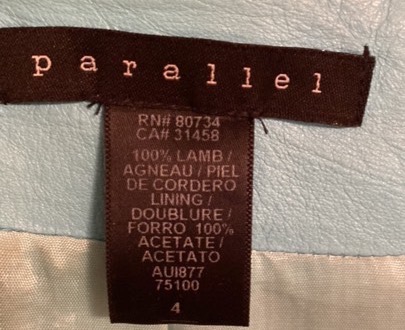 parallel
RN# 80734
CA# 31458
100% LAMB /
AGNEAU / PIEL
DE CORDERO
LINING /
DOUBLURE /
FORRO 100%
ACETATE /
ACETATO
AUI877
75100
4